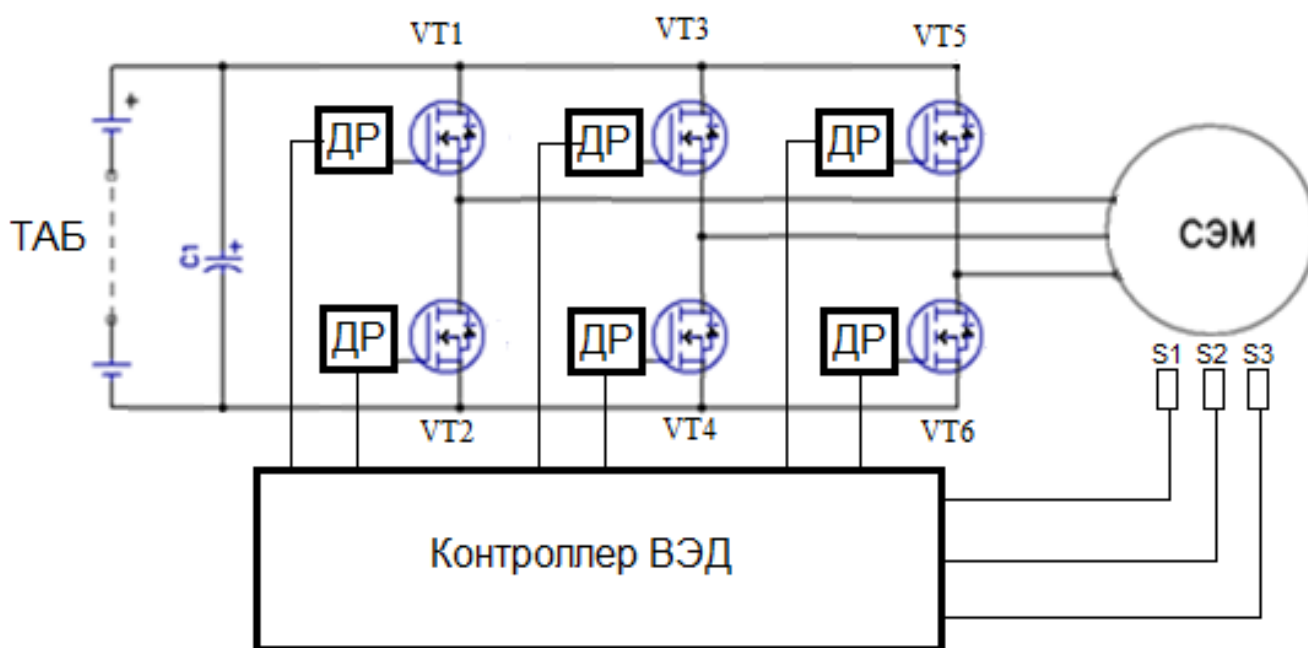 VT1
VT3
VT5
+
ДР
ДР
ДР
ТАБ
C1
+
СЭМ
ДР
ДР
ДР
S1 S2 S3
VT2
VT4
VT6
Контроллер ВЭД